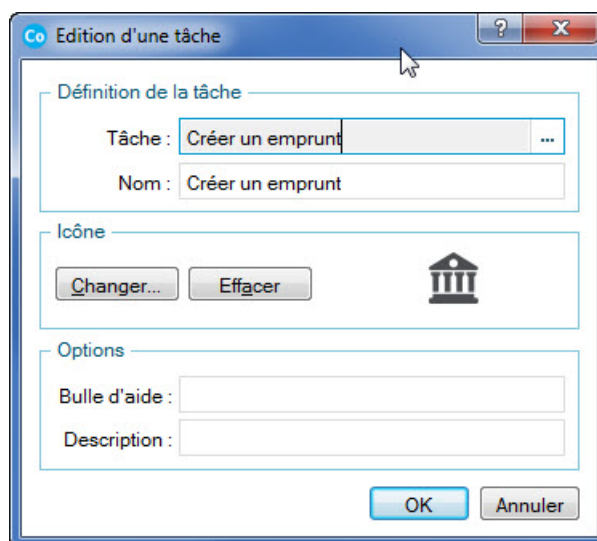 Co Edition d'une tâche
?
Définition de la tâche
Tâche : Créer un emprunt ...
Nom : Créer un emprunt
Icône
Changer... Effacer
Options
Bulle d'aide :
Description :
OK Annuler